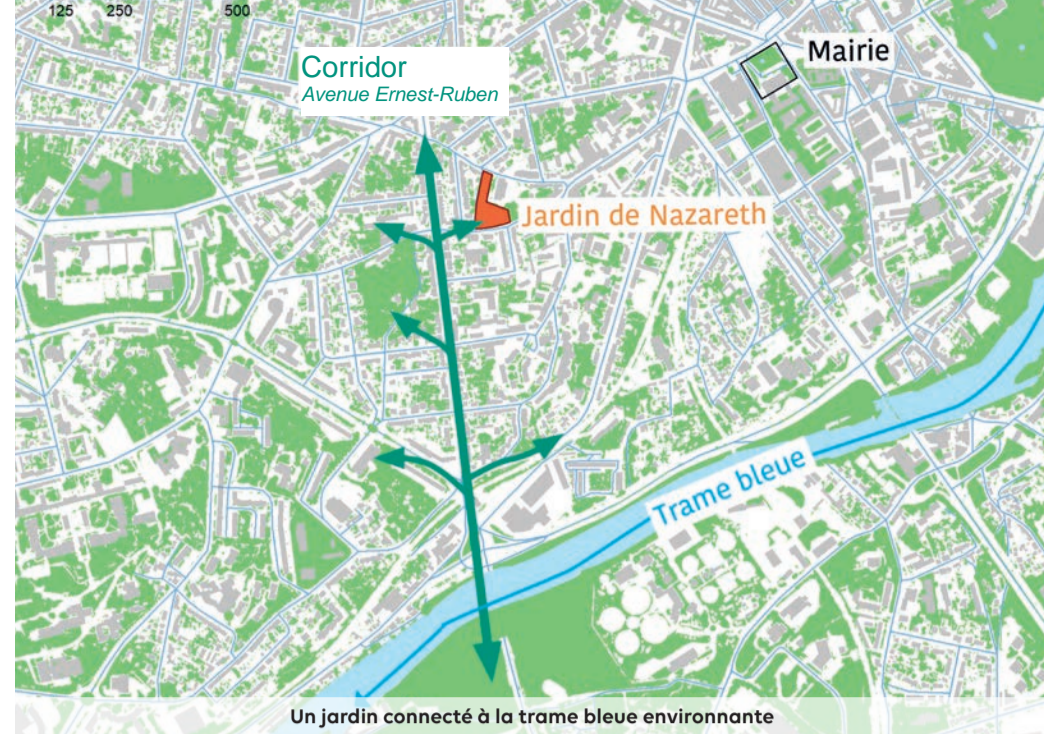 125 250 500
Corridor
Avenue Ernest-Ruben
Mairie
Jardin de Nazareth
Trame bleue
Un jardin connecté à la trame bleue environnante